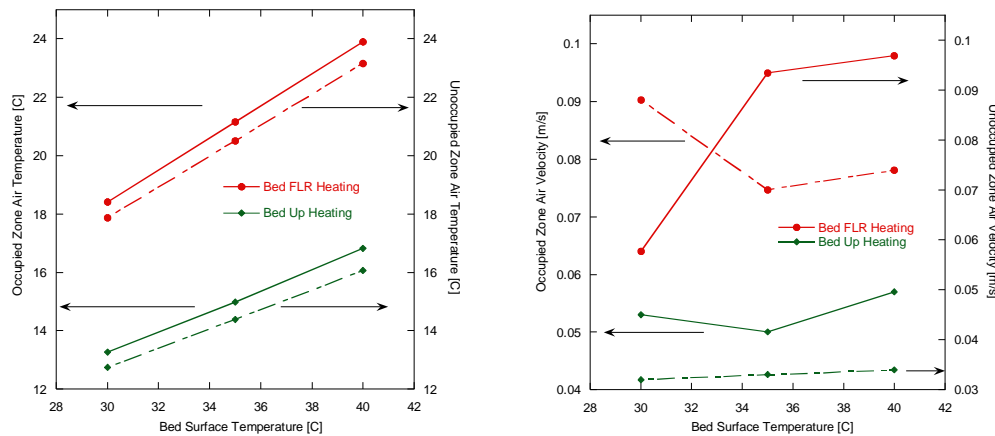 24
22
20
18
16
14
12
24
22
20
18
16
14
12
28 30 32 34 36 38 40 42
Occupied Zone Air Temperature [C]
Unoccupied Zone Air Temperature [C]
Bed Surface Temperature [C]
Bed FLR Heating
Bed Up Heating
0.1
0.09
0.08
0.07
0.06
0.05
0.04
0.1
0.09
0.08
0.07
0.06
0.05
0.04
0.03
28 30 32 34 36 38 40 42
Occupied Zone Air Velocity [m/s]
Unoccupied Zone Air Velocity [m/s]
Bed Surface Temperature [C]
Bed FLR Heating
Bed Up Heating